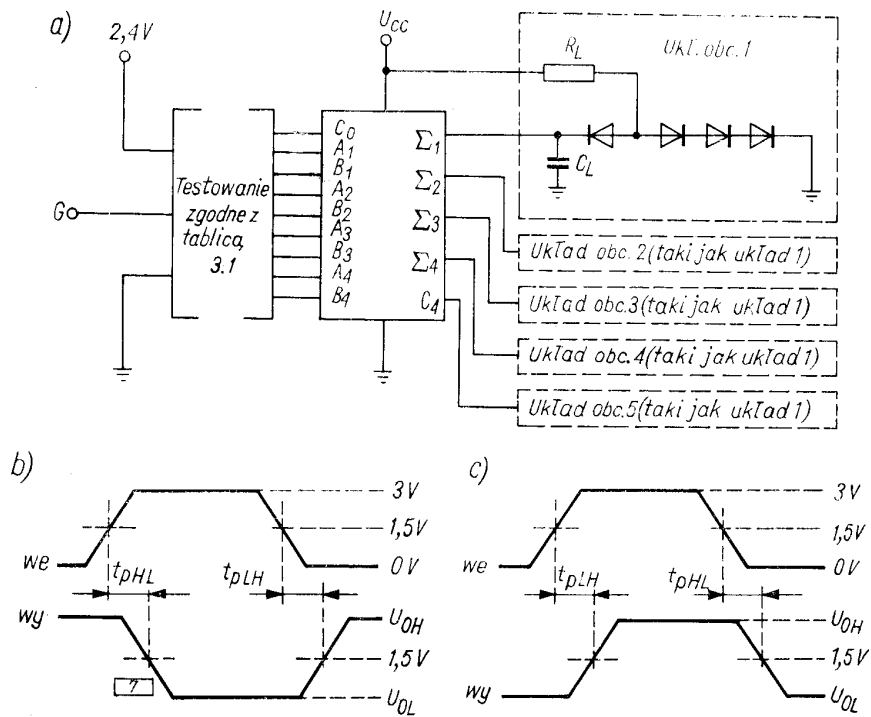 a)
2,4V
U_CC
Ukł. obc. 1
R_L
C_L
G
Testowanie
zgodne z
tablicą
3.1
C_0
A_1
B_1
A_2
B_2
A_3
B_3
A_4
B_4
Σ_1
Σ_2
Σ_3
Σ_4
C_4
Układ obc. 2 (taki jak układ 1)
Układ obc. 3 (taki jak układ 1)
Układ obc. 4 (taki jak układ 1)
Układ obc. 5 (taki jak układ 1)
b)
3V
1,5V
we
0V
t_pHL
t_pLH
wy
U_OH
1,5V
7
U_OL
c)
3V
1,5V
we
0V
t_pLH
t_pHL
U_OH
1,5V
wy
U_OL